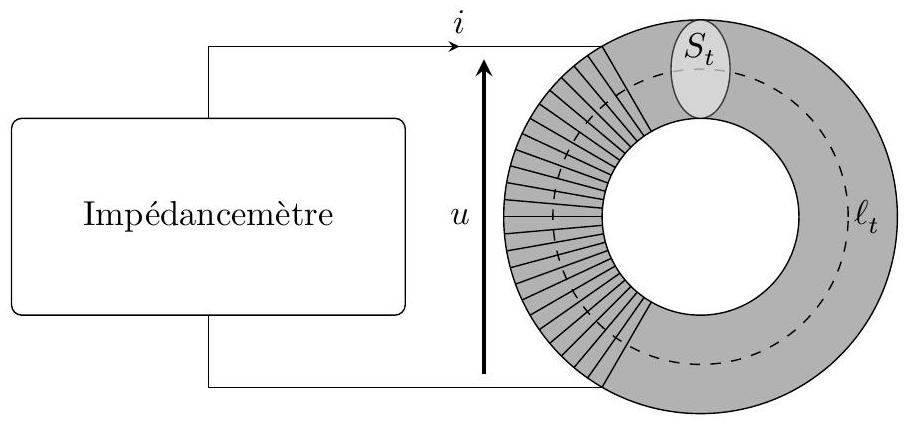 i
S_t
Impédancemètre
u
ℓ_t